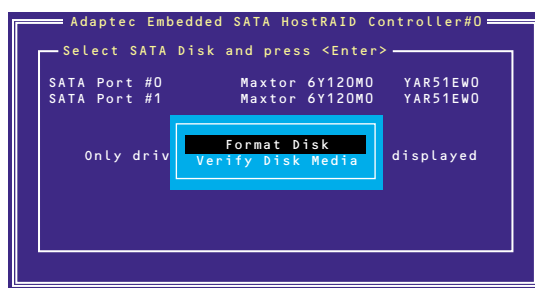 Adaptec Embedded SATA HostRAID Controller#0
Select SATA Disk and press <Enter>
SATA Port #0 Maxtor 6Y120M0 YAR51EW0
SATA Port #1 Maxtor 6Y120M0 YAR51EW0
Format Disk
Only driv Verify Disk Media displayed